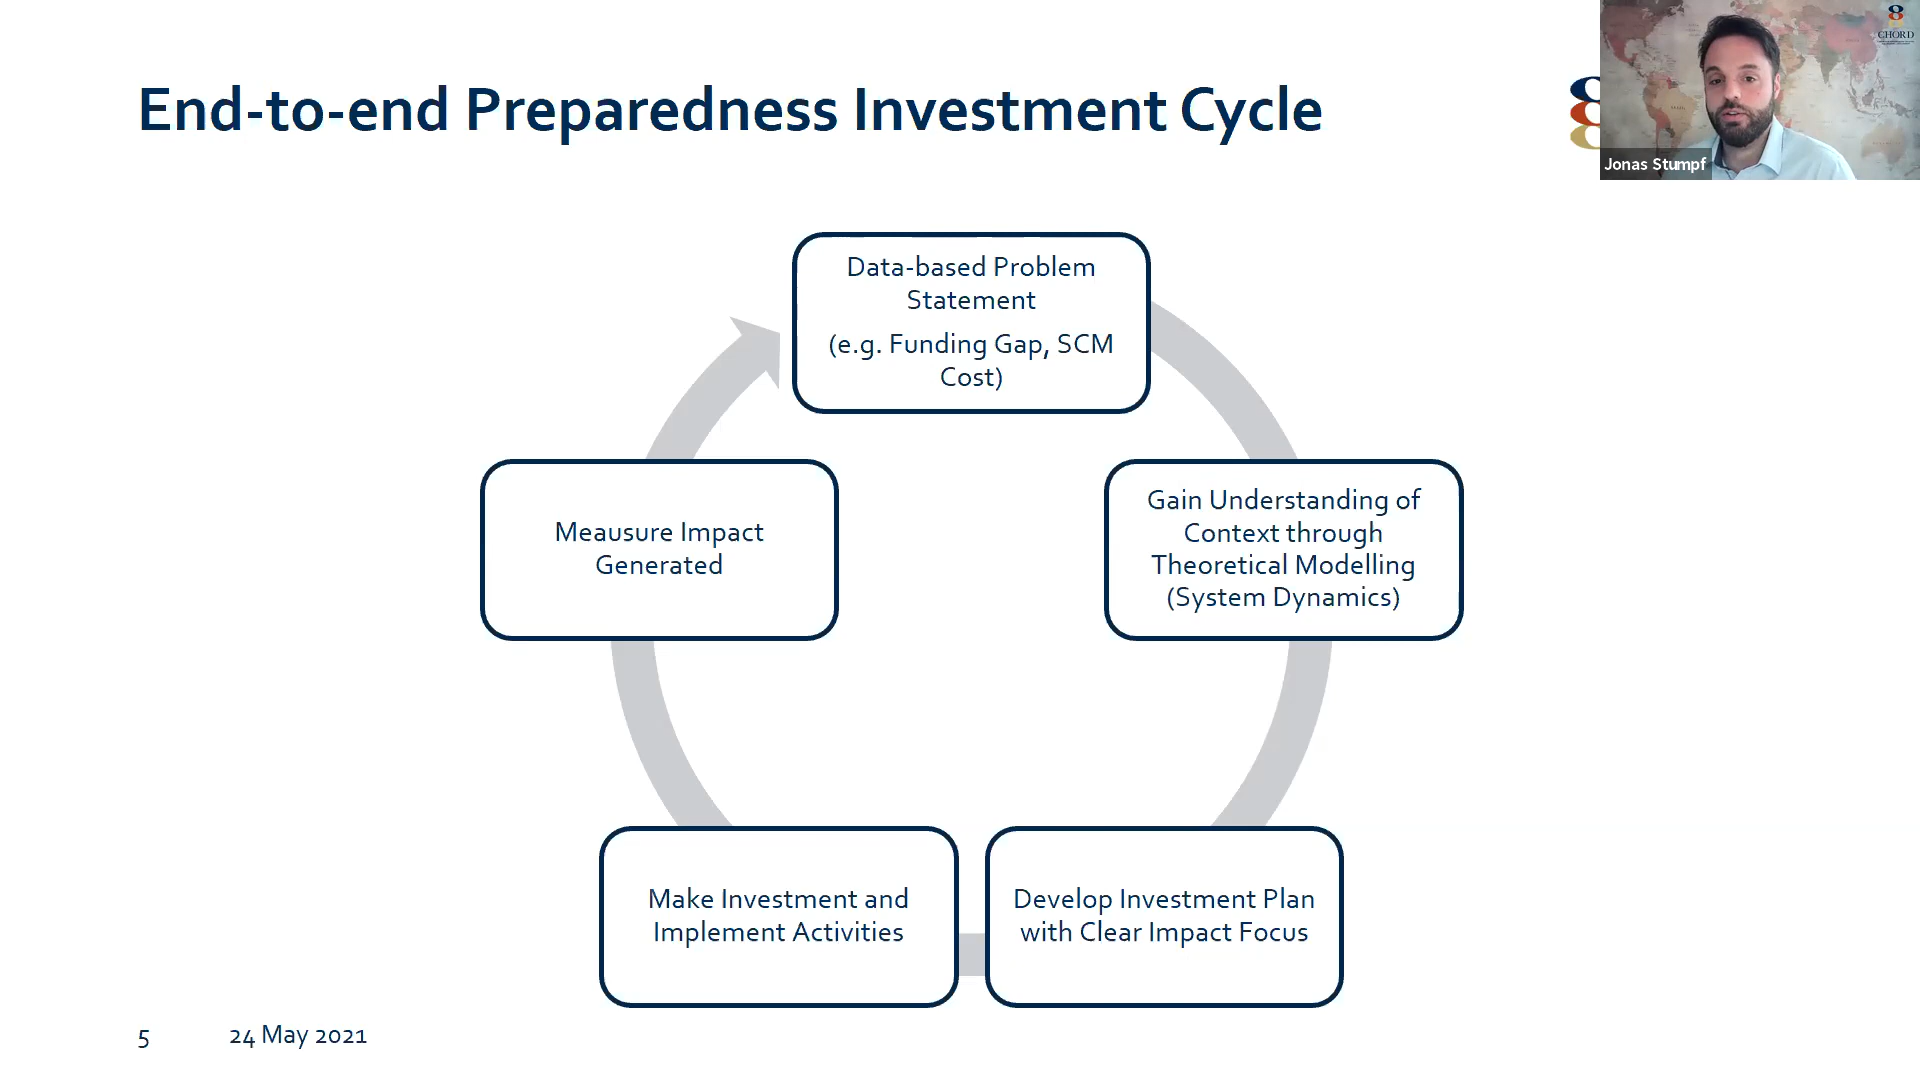 End-to-end Preparedness Investment Cycle
CHORD
Jonas Stumpf
Data-based Problem
Statement
(e.g. Funding Gap, SCM
Cost)
Gain Understanding of
Context through
Theoretical Modelling
(System Dynamics)
Develop Investment Plan
with Clear Impact Focus
Make Investment and
Implement Activities
Meausure Impact
Generated
5
24 May 2021